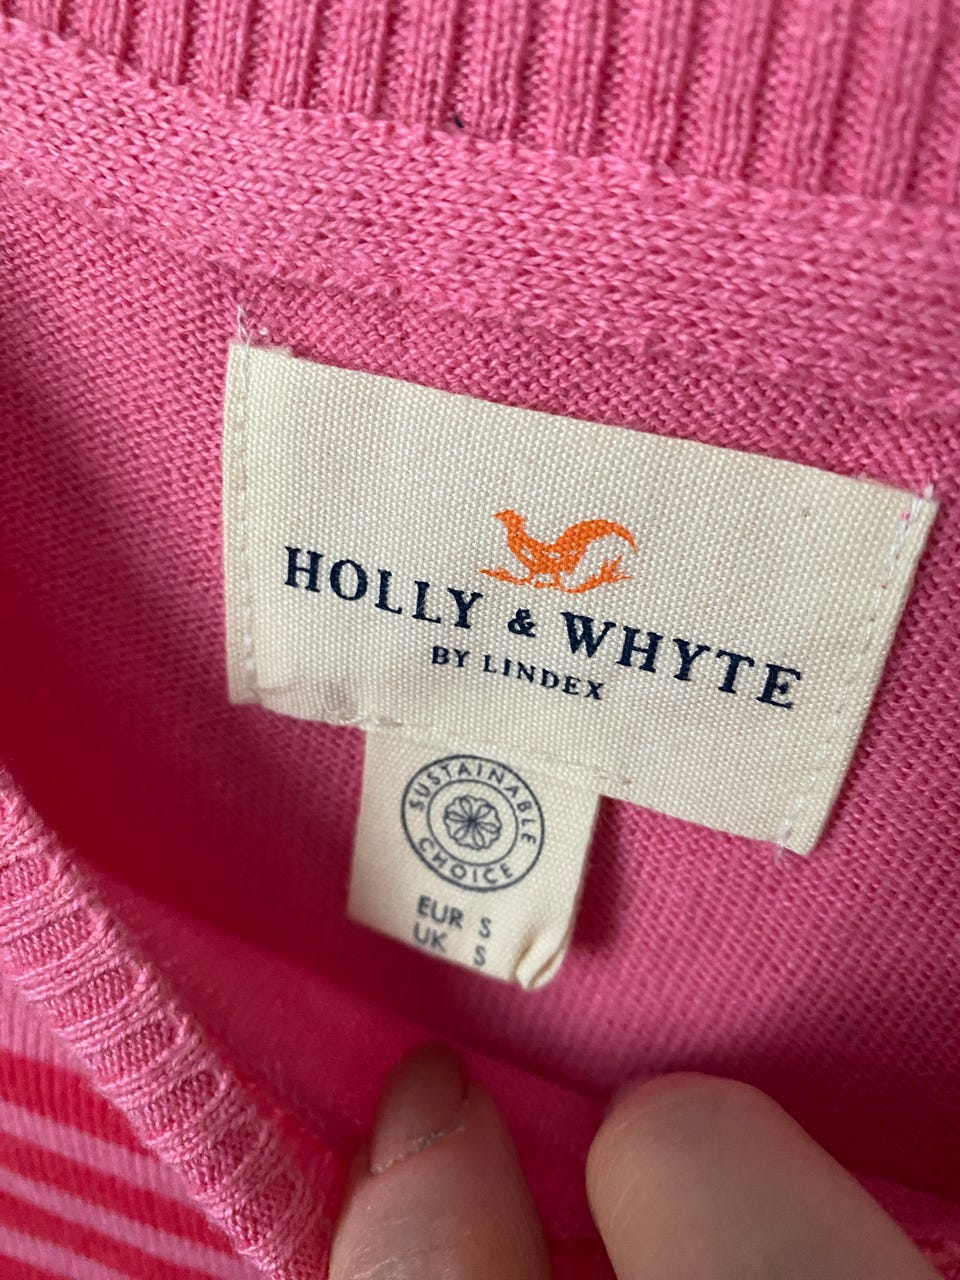 HOLLY & WHYTE
BY LINDEX
SUSTAINABLE
CHOICE
EUR S
UK S